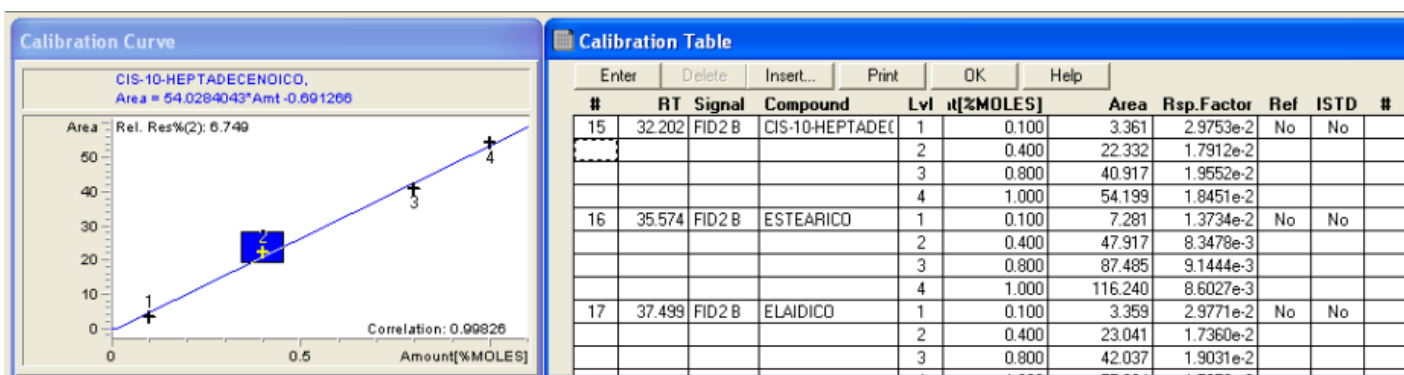 Calibration Curve
CIS-10-HEPTADECENOICO,
Area = 54.0284043*Amt -0.691266
Area
Rel. Res%(2): 6.749
50
40
30
20
10
0
1
2
3
4
Correlation: 0.99826
0
0.5
Amount[%MOLES]
Calibration Table
Enter Delete Insert... Print OK Help
# RT Signal Compound Lvl [%MOLES] Area Rsp.Factor Ref ISTD #
15 32.202 FID2 B CIS-10-HEPTADEC 1 0.100 3.361 2.9753e-2 No No
2 0.400 22.332 1.7912e-2
3 0.800 40.917 1.9552e-2
4 1.000 54.199 1.8451e-2
16 35.574 FID2 B ESTEARICO 1 0.100 7.281 1.3734e-2 No No
2 0.400 47.917 8.3478e-3
3 0.800 87.485 9.1444e-3
4 1.000 116.240 8.6027e-3
17 37.499 FID2 B ELAIDICO 1 0.100 3.359 2.9771e-2 No No
2 0.400 23.041 1.7360e-2
3 0.800 42.037 1.9031e-2